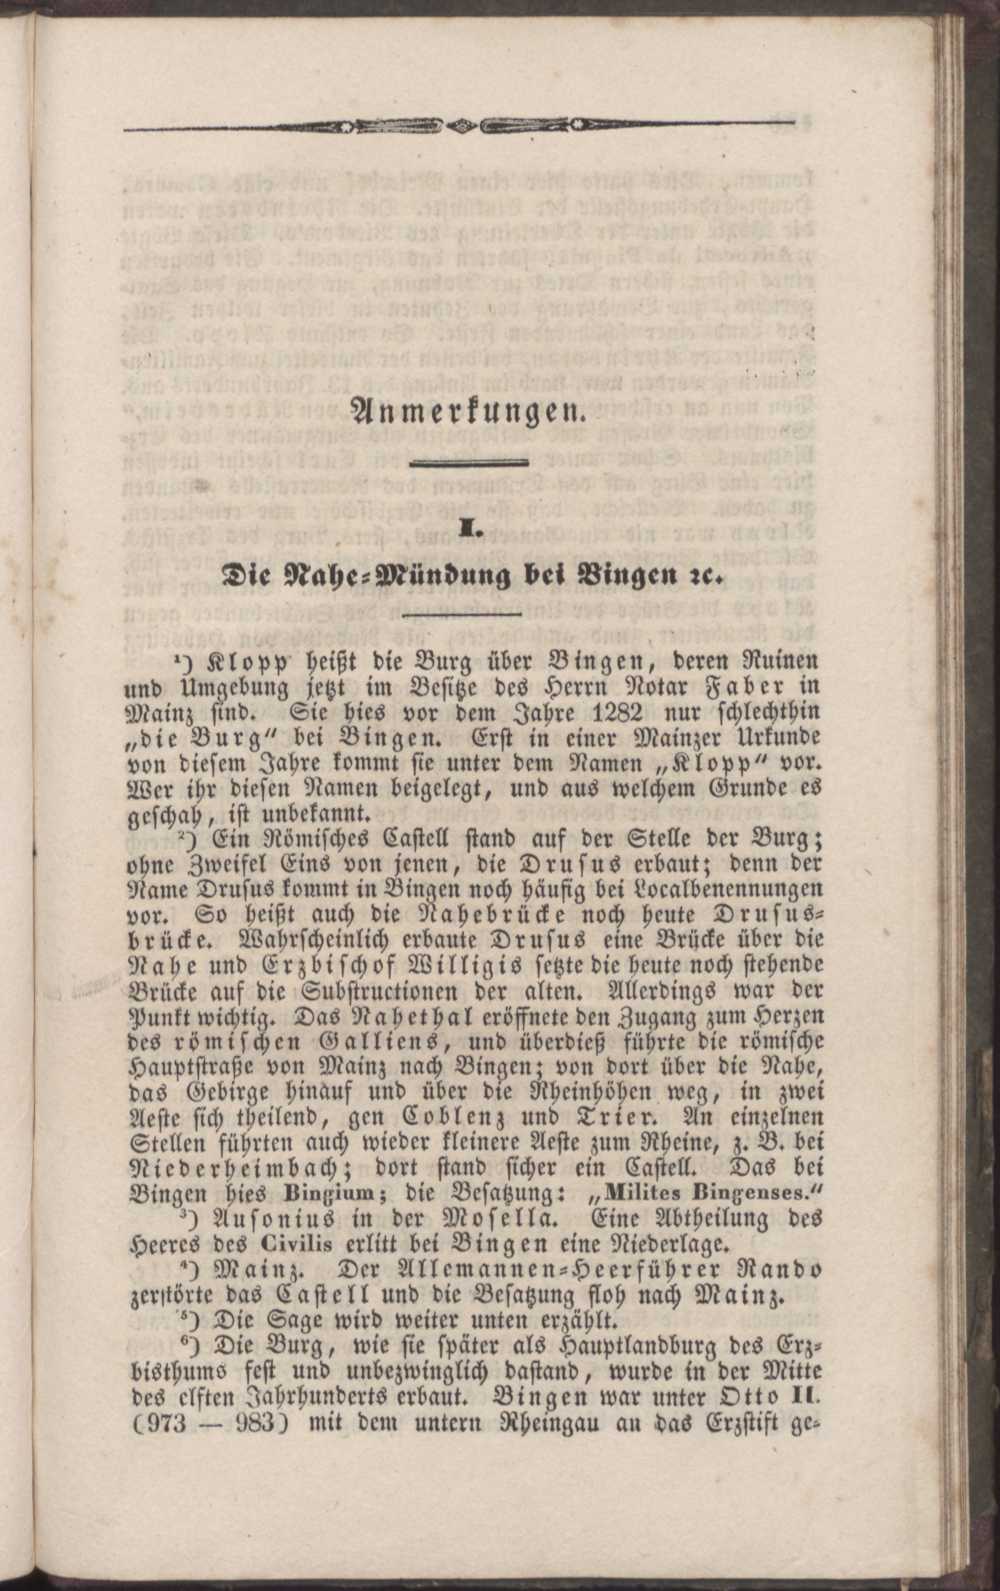 Anmerkungen.
I.
Die Nahe-Mündung bei Bingen ꝛc.
¹) Klopp heißt die Burg über Bingen, deren Ruinen
und Umgebung jetzt im Besitze des Herrn Notar Faber in
Mainz sind. Sie hies vor dem Jahre 1282 nur schlechthin
„die Burg“ bei Bingen. Erst in einer Mainzer Urkunde
von diesem Jahre kommt sie unter dem Namen „Klopp“ vor.
Wer ihr diesen Namen beigelegt, und aus welchem Grunde es
geschah, ist unbekannt.
²) Ein Römisches Castell stand auf der Stelle der Burg;
ohne Zweifel Eins von jenen, die Drusus erbaut; denn der
Name Drusus kommt in Bingen noch häufig bei Localbenennungen
vor. So heißt auch die Nahebrücke noch heute Drusus-
brücke. Wahrscheinlich erbaute Drusus eine Brücke über die
Nahe und Erzbischof Willigis setzte die heute noch stehende
Brücke auf die Substructionen der alten. Allerdings war der
Punkt wichtig. Das Nahethal eröffnete den Zugang zum Herzen
des römischen Galliens, und überdieß führte die römische
Hauptstraße von Mainz nach Bingen; von dort über die Nahe,
das Gebirge hinauf und über die Rheinhöhen weg, in zwei
Aeste sich theilend, gen Coblenz und Trier. An einzelnen
Stellen führten auch wieder kleinere Aeste zum Rheine, z. B. bei
Niederheimbach; dort stand sicher ein Castell. Das bei
Bingen hies Bingium; die Besatzung: „Milites Bingenses.“
³) Ausonius in der Mosella. Eine Abtheilung des
Heeres des Civilis erlitt bei Bingen eine Niederlage.
⁴) Mainz. Der Allemannen-Heerführer Rando
zerstörte das Castell und die Besatzung floh nach Mainz.
⁵) Die Sage wird weiter unten erzählt.
⁶) Die Burg, wie sie später als Hauptlandburg des Erz-
bisthums fest und unbezwinglich dastand, wurde in der Mitte
des elften Jahrhunderts erbaut. Bingen war unter Otto II.
(973 — 983) mit dem untern Rheingau an das Erzstift ge-